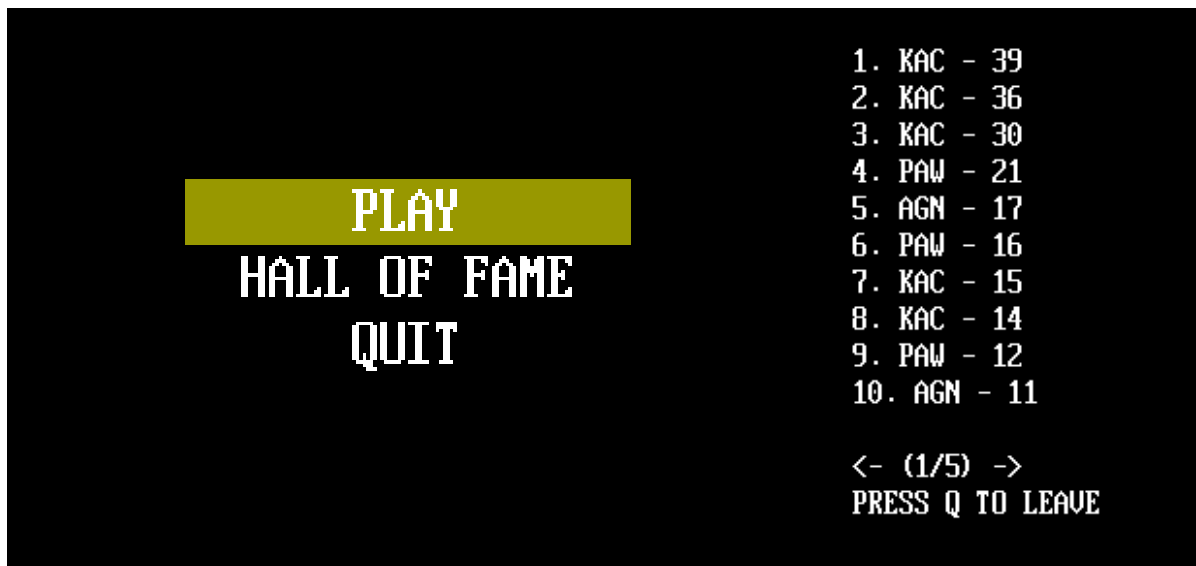 PLAY
HALL OF FAME
QUIT
1. KAC - 39
2. KAC - 36
3. KAC - 30
4. PAW - 21
5. AGN - 17
6. PAW - 16
7. KAC - 15
8. KAC - 14
9. PAW - 12
10. AGN - 11
<- (1/5) ->
PRESS Q TO LEAVE